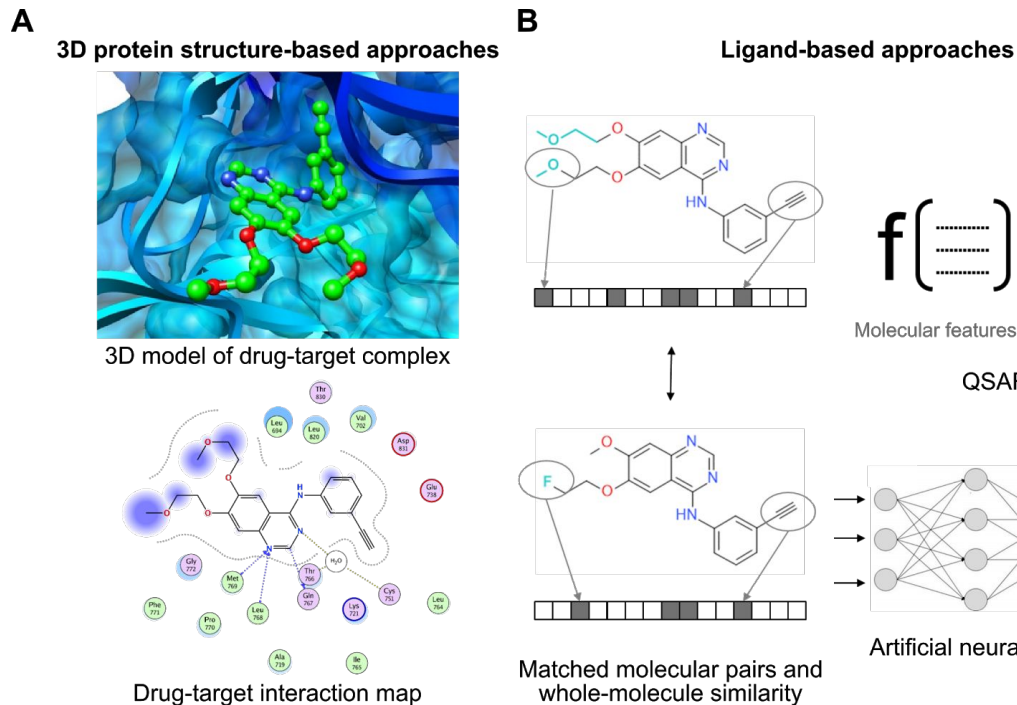 A
3D protein structure-based approaches
3D model of drug-target complex
Thr
830
Leu
694
Leu
820
Val
702
Asp
831
Glu
738
O
O
O
O
H
N
N
N
H₂O
Gly
772
Met
769
Thr
766
Gln
767
Cys
751
Lys
721
Leu
764
Phe
771
Pro
770
Leu
768
Ala
719
Ile
765
Drug-target interaction map
B
Ligand-based approaches
O
O
N
O
O
N
HN
f(
)
Molecular features
QSAR
O
N
F
O
N
HN
Artificial neura
Matched molecular pairs and
whole-molecule similarity